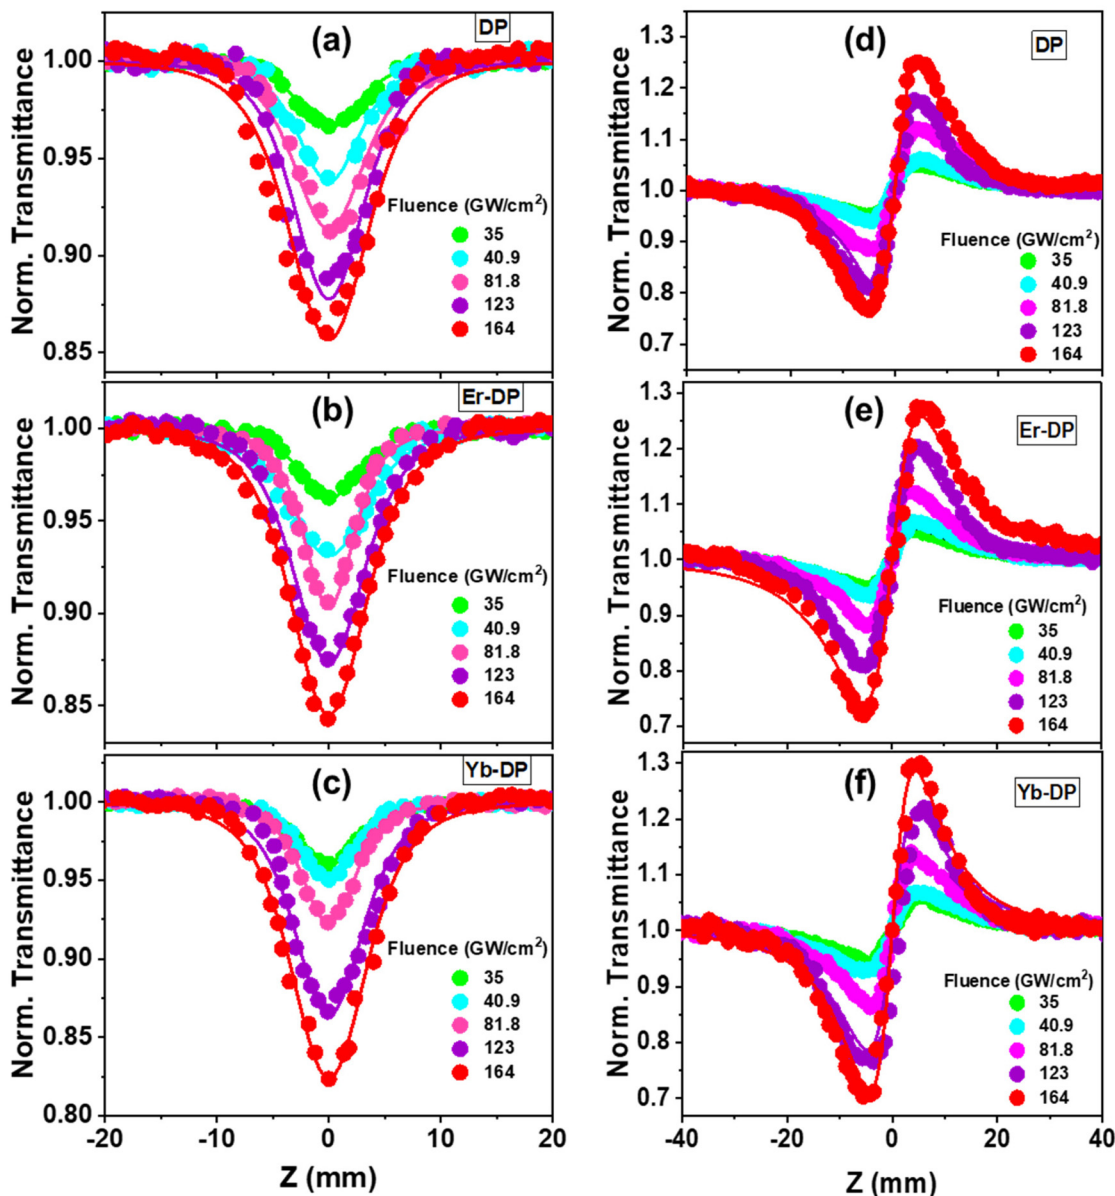 (a)
DP
Norm. Transmittance
1.00
0.95
0.90
0.85
Fluence (GW/cm²)
35
40.9
81.8
123
164
(d)
DP
Norm. Transmittance
1.3
1.2
1.1
1.0
0.9
0.8
0.7
Fluence (GW/cm²)
35
40.9
81.8
123
164
(b)
Er-DP
Norm. Transmittance
1.00
0.95
0.90
0.85
Fluence (GW/cm²)
35
40.9
81.8
123
164
(e)
Er-DP
Norm. Transmittance
1.3
1.2
1.1
1.0
0.9
0.8
0.7
Fluence (GW/cm²)
35
40.9
81.8
123
164
(c)
Yb-DP
Norm. Transmittance
1.00
0.95
0.90
0.85
0.80
Fluence (GW/cm²)
35
40.9
81.8
123
164
-20 -10 0 10 20
Z (mm)
(f)
Yb-DP
Norm. Transmittance
1.3
1.2
1.1
1.0
0.9
0.8
0.7
Fluence (GW/cm²)
35
40.9
81.8
123
164
-40 -20 0 20 40
Z (mm)